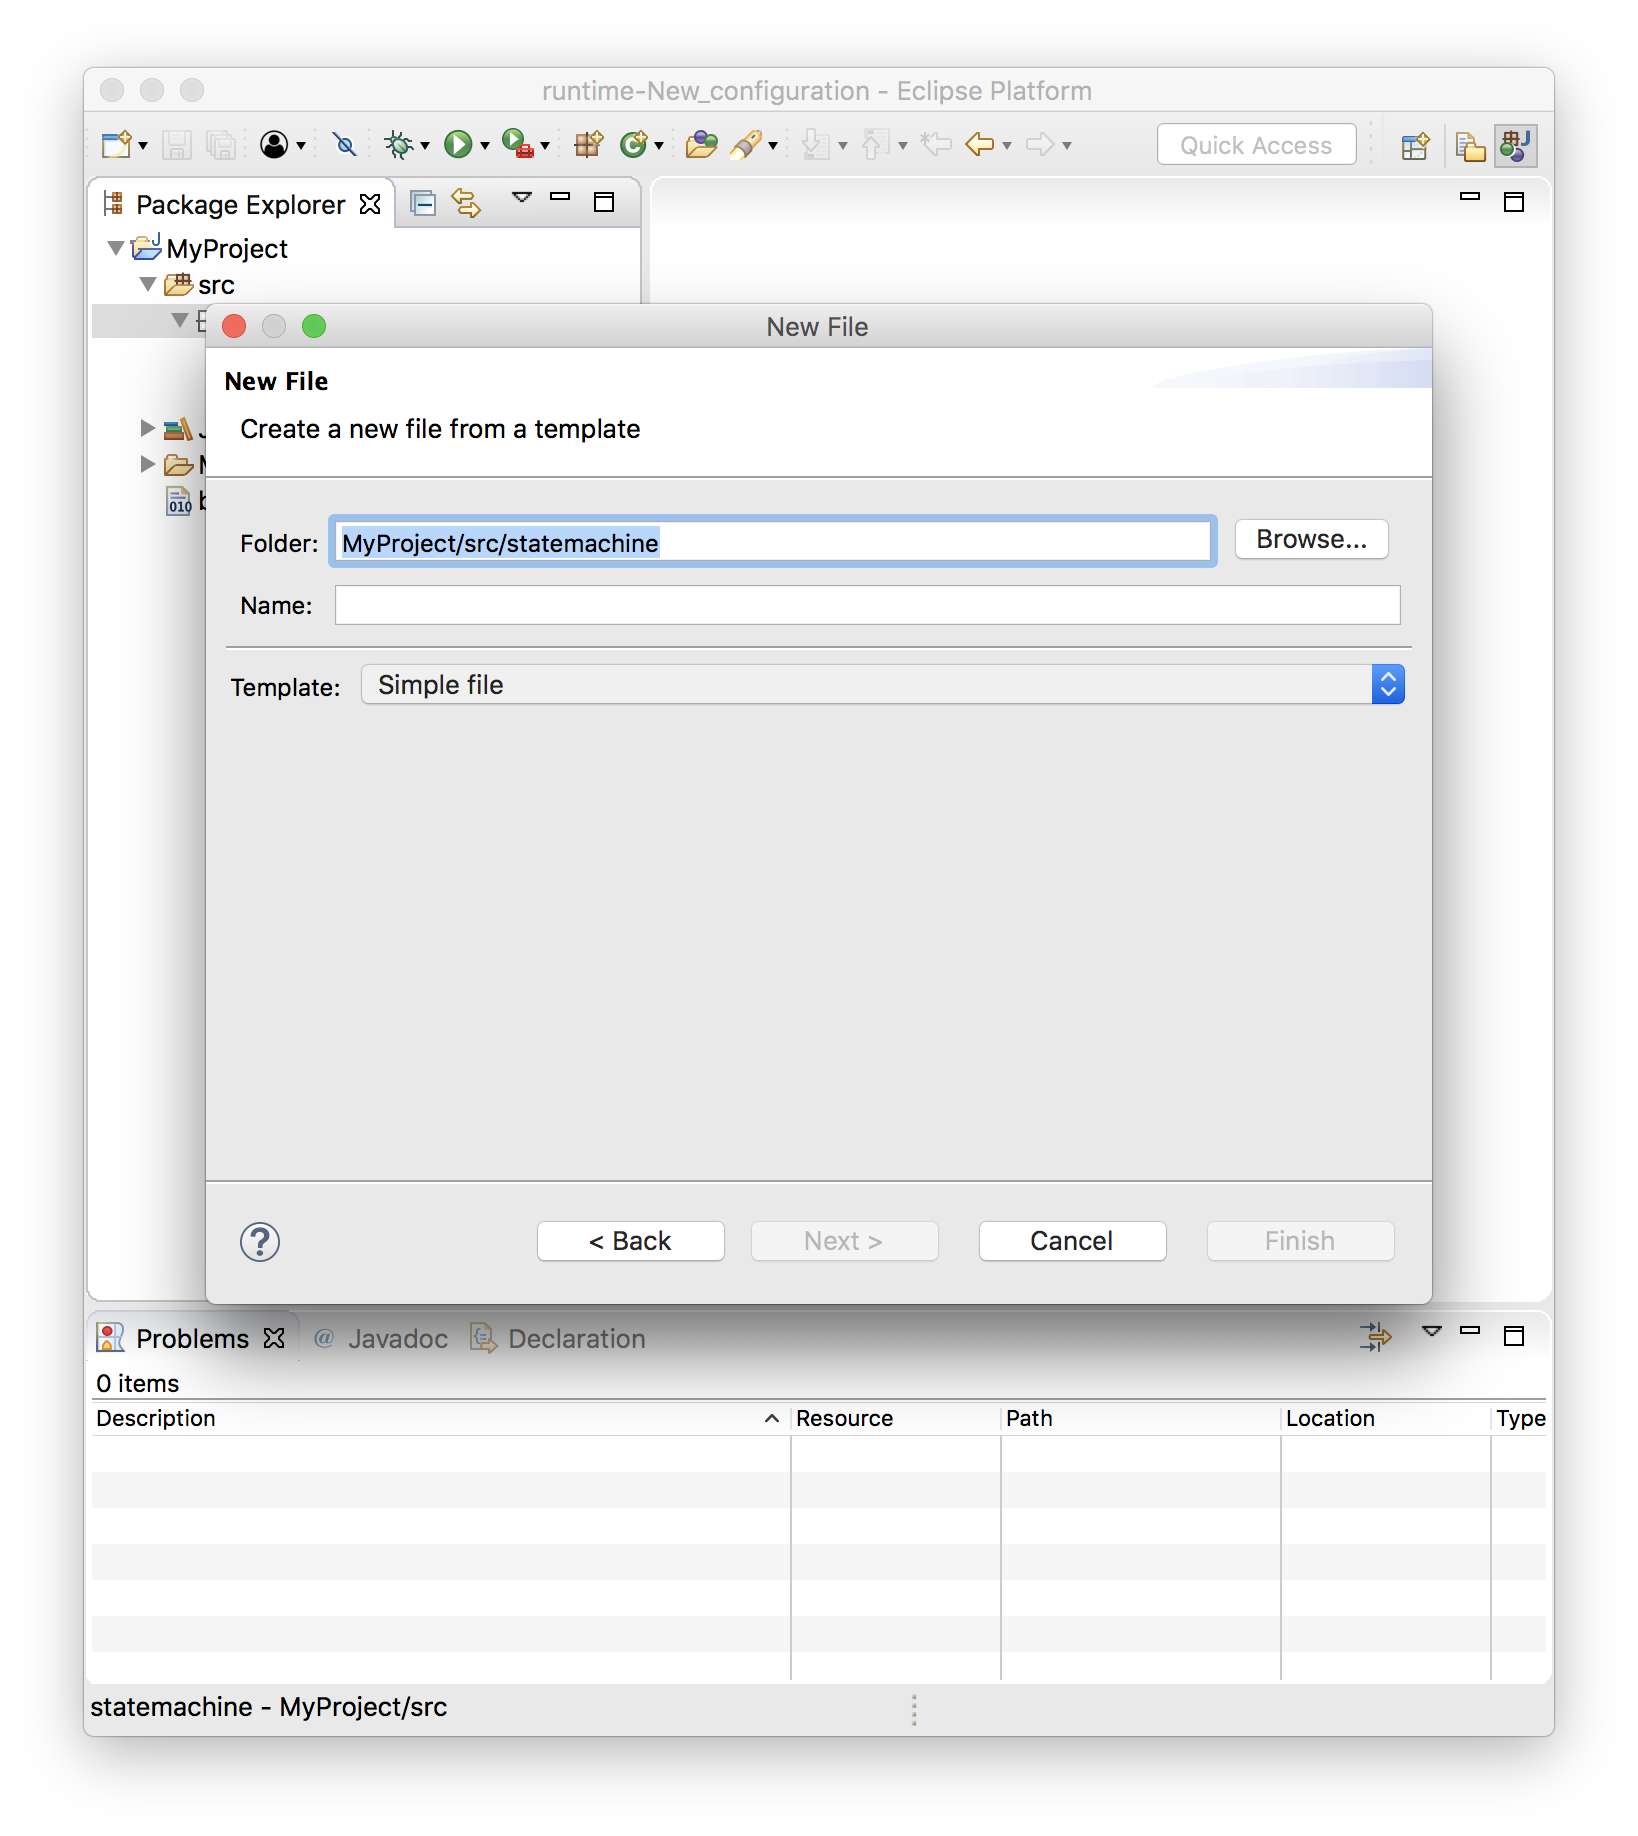 runtime-New_configuration - Eclipse Platform
Quick Access
Package Explorer
MyProject
src
New File
New File
Create a new file from a template
Folder: MyProject/src/statemachine Browse...
Name:
Template: Simple file
010
? < Back Next > Cancel Finish
Problems @ Javadoc Declaration
0 items
Description Resource Path Location Type
statemachine - MyProject/src